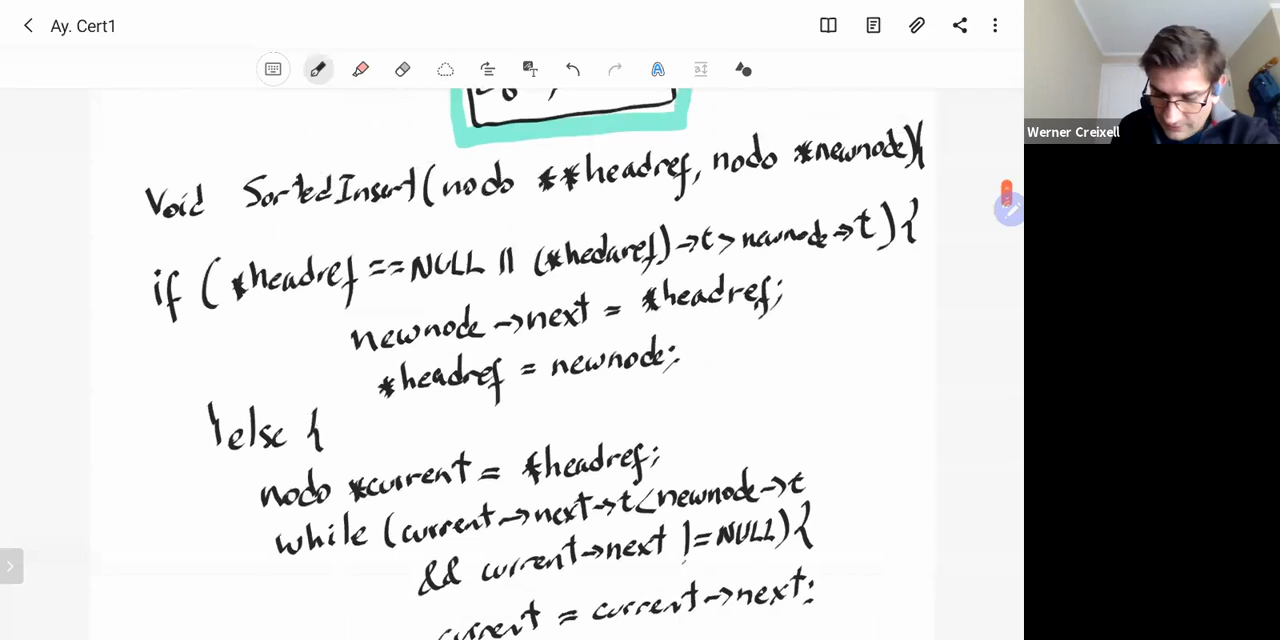 Ay. Cert1
Werner Creixell
Void SortedInsert(nodo **headref, nodo *newnode){
if (*headref == NULL || (*hedaref)->t > newnode->t){
newnode->next = *headref;
*headref = newnode;
}else {
nodo *current = *headref;
while (current->next->t < newnode->t
&& current->next != NULL){
current = current->next;